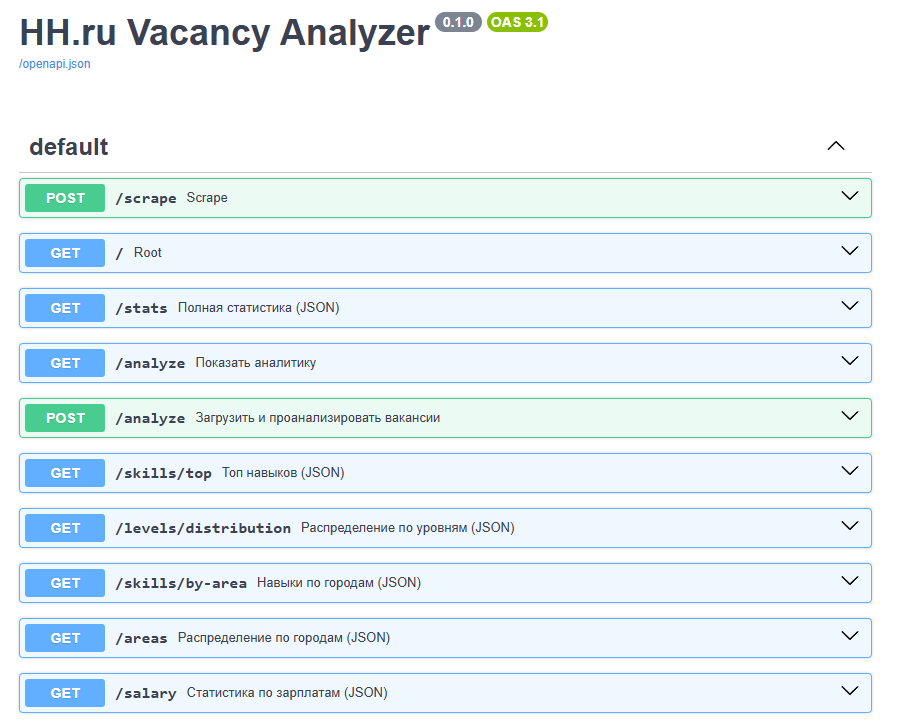 HH.ru Vacancy Analyzer 0.1.0 OAS 3.1
/openapi.json
default
POST /scrape Scrape
GET / Root
GET /stats Полная статистика (JSON)
GET /analyze Показать аналитику
POST /analyze Загрузить и проанализировать вакансии
GET /skills/top Топ навыков (JSON)
GET /levels/distribution Распределение по уровням (JSON)
GET /skills/by-area Навыки по городам (JSON)
GET /areas Распределение по городам (JSON)
GET /salary Статистика по зарплатам (JSON)